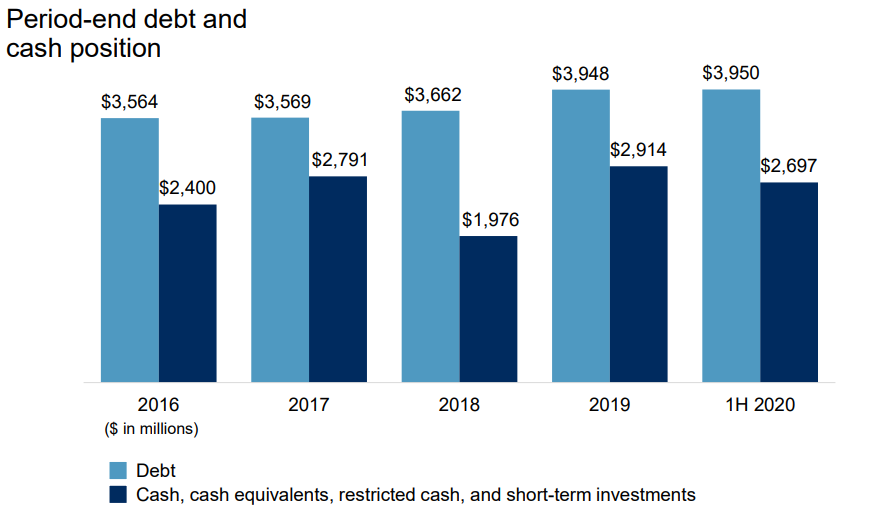 Period-end debt and
cash position
$3,564
$2,400
$3,569
$2,791
$3,662
$1,976
$3,948
$2,914
$3,950
$2,697
2016
2017
2018
2019
1H 2020
($ in millions)
Debt
Cash, cash equivalents, restricted cash, and short-term investments